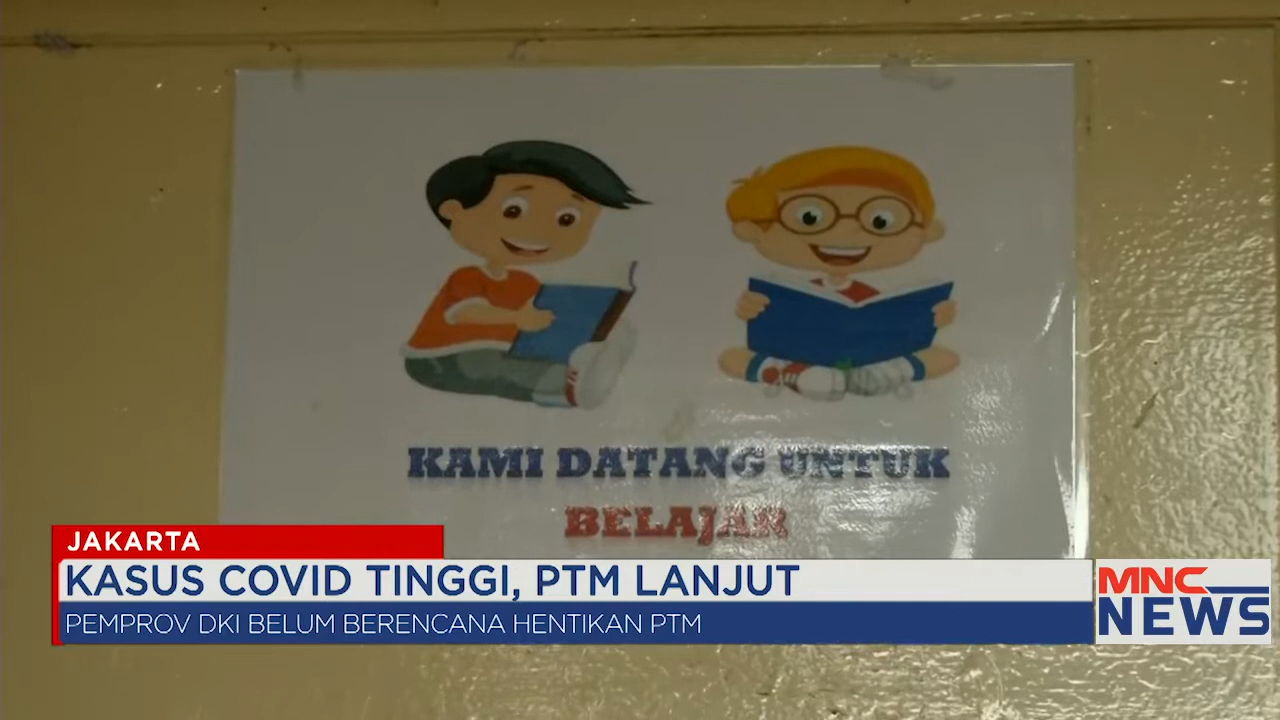 KAMI DATANG UNTUK
BELAJAR
JAKARTA
KASUS COVID TINGGI, PTM LANJUT
PEMPROV DKI BELUM BERENCANA HENTIKAN PTM
MNC
NEWS